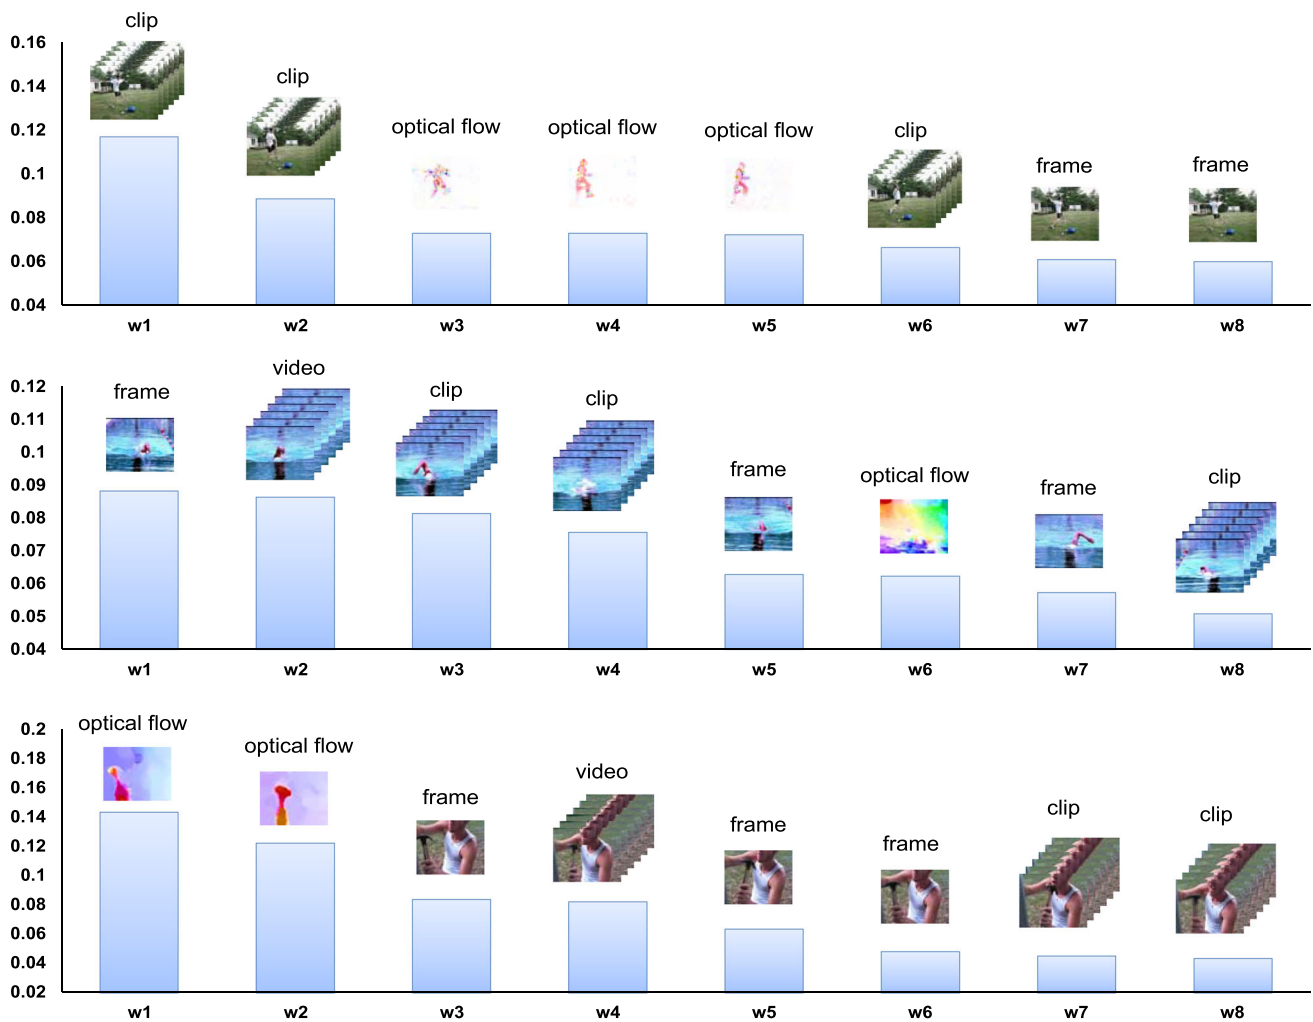 clip
0.16
clip
0.14
optical flow optical flow optical flow clip
0.12
frame frame
0.1
0.08
0.06
0.04
w1 w2 w3 w4 w5 w6 w7 w8
video
0.12
frame clip clip
0.11
0.1
frame optical flow frame clip
0.09
0.08
0.07
0.06
0.05
0.04
w1 w2 w3 w4 w5 w6 w7 w8
0.2
optical flow
optical flow
0.18
video
0.16
frame
clip clip
0.14
frame
frame
0.12
0.1
0.08
0.06
0.04
0.02
w1 w2 w3 w4 w5 w6 w7 w8